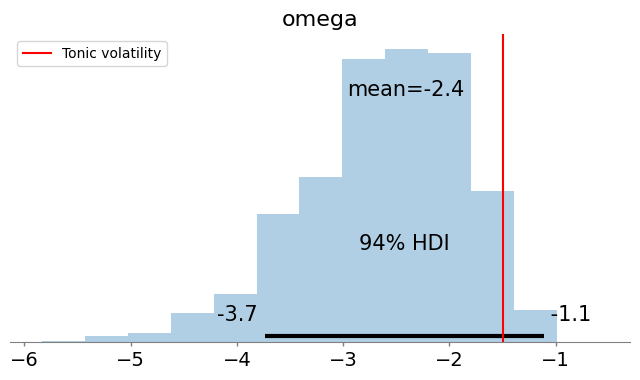 omega
Tonic volatility
mean=-2.4
94% HDI
-3.7
-1.1
−6 −5 −4 −3 −2 −1